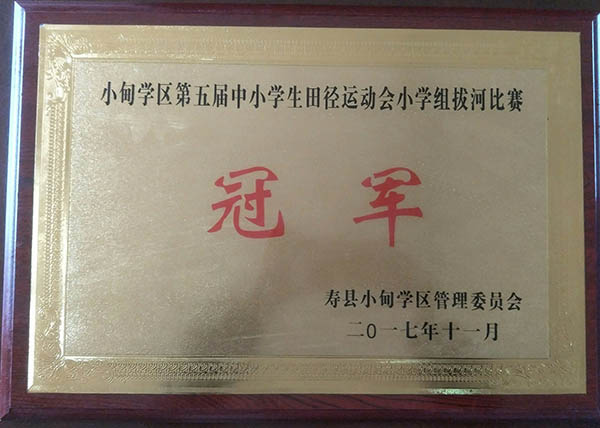 小甸学区第五届中小学生田径运动会小学组拔河比赛
冠军
寿县小甸学区管理委员会
二0一七年十一月